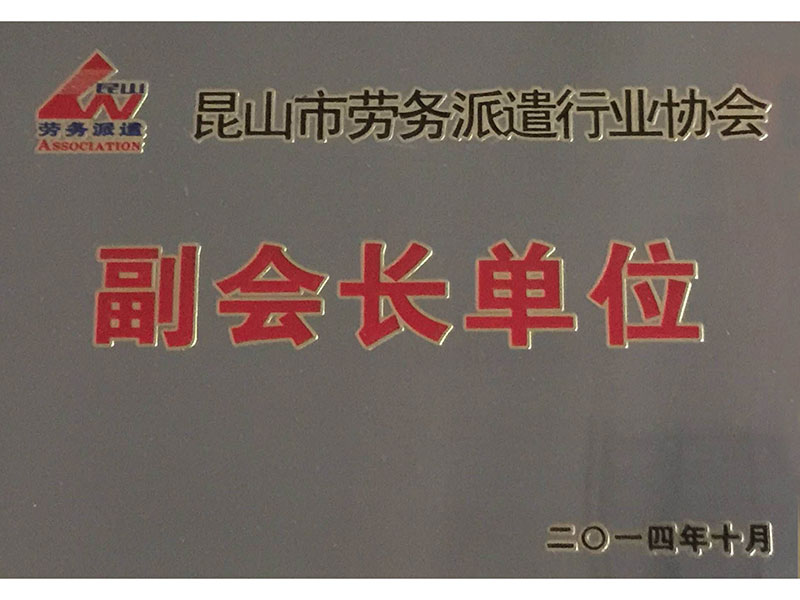 昆山
劳务派遣
ASSOCIATION
昆山市劳务派遣行业协会
副会长单位
二〇一四年十月